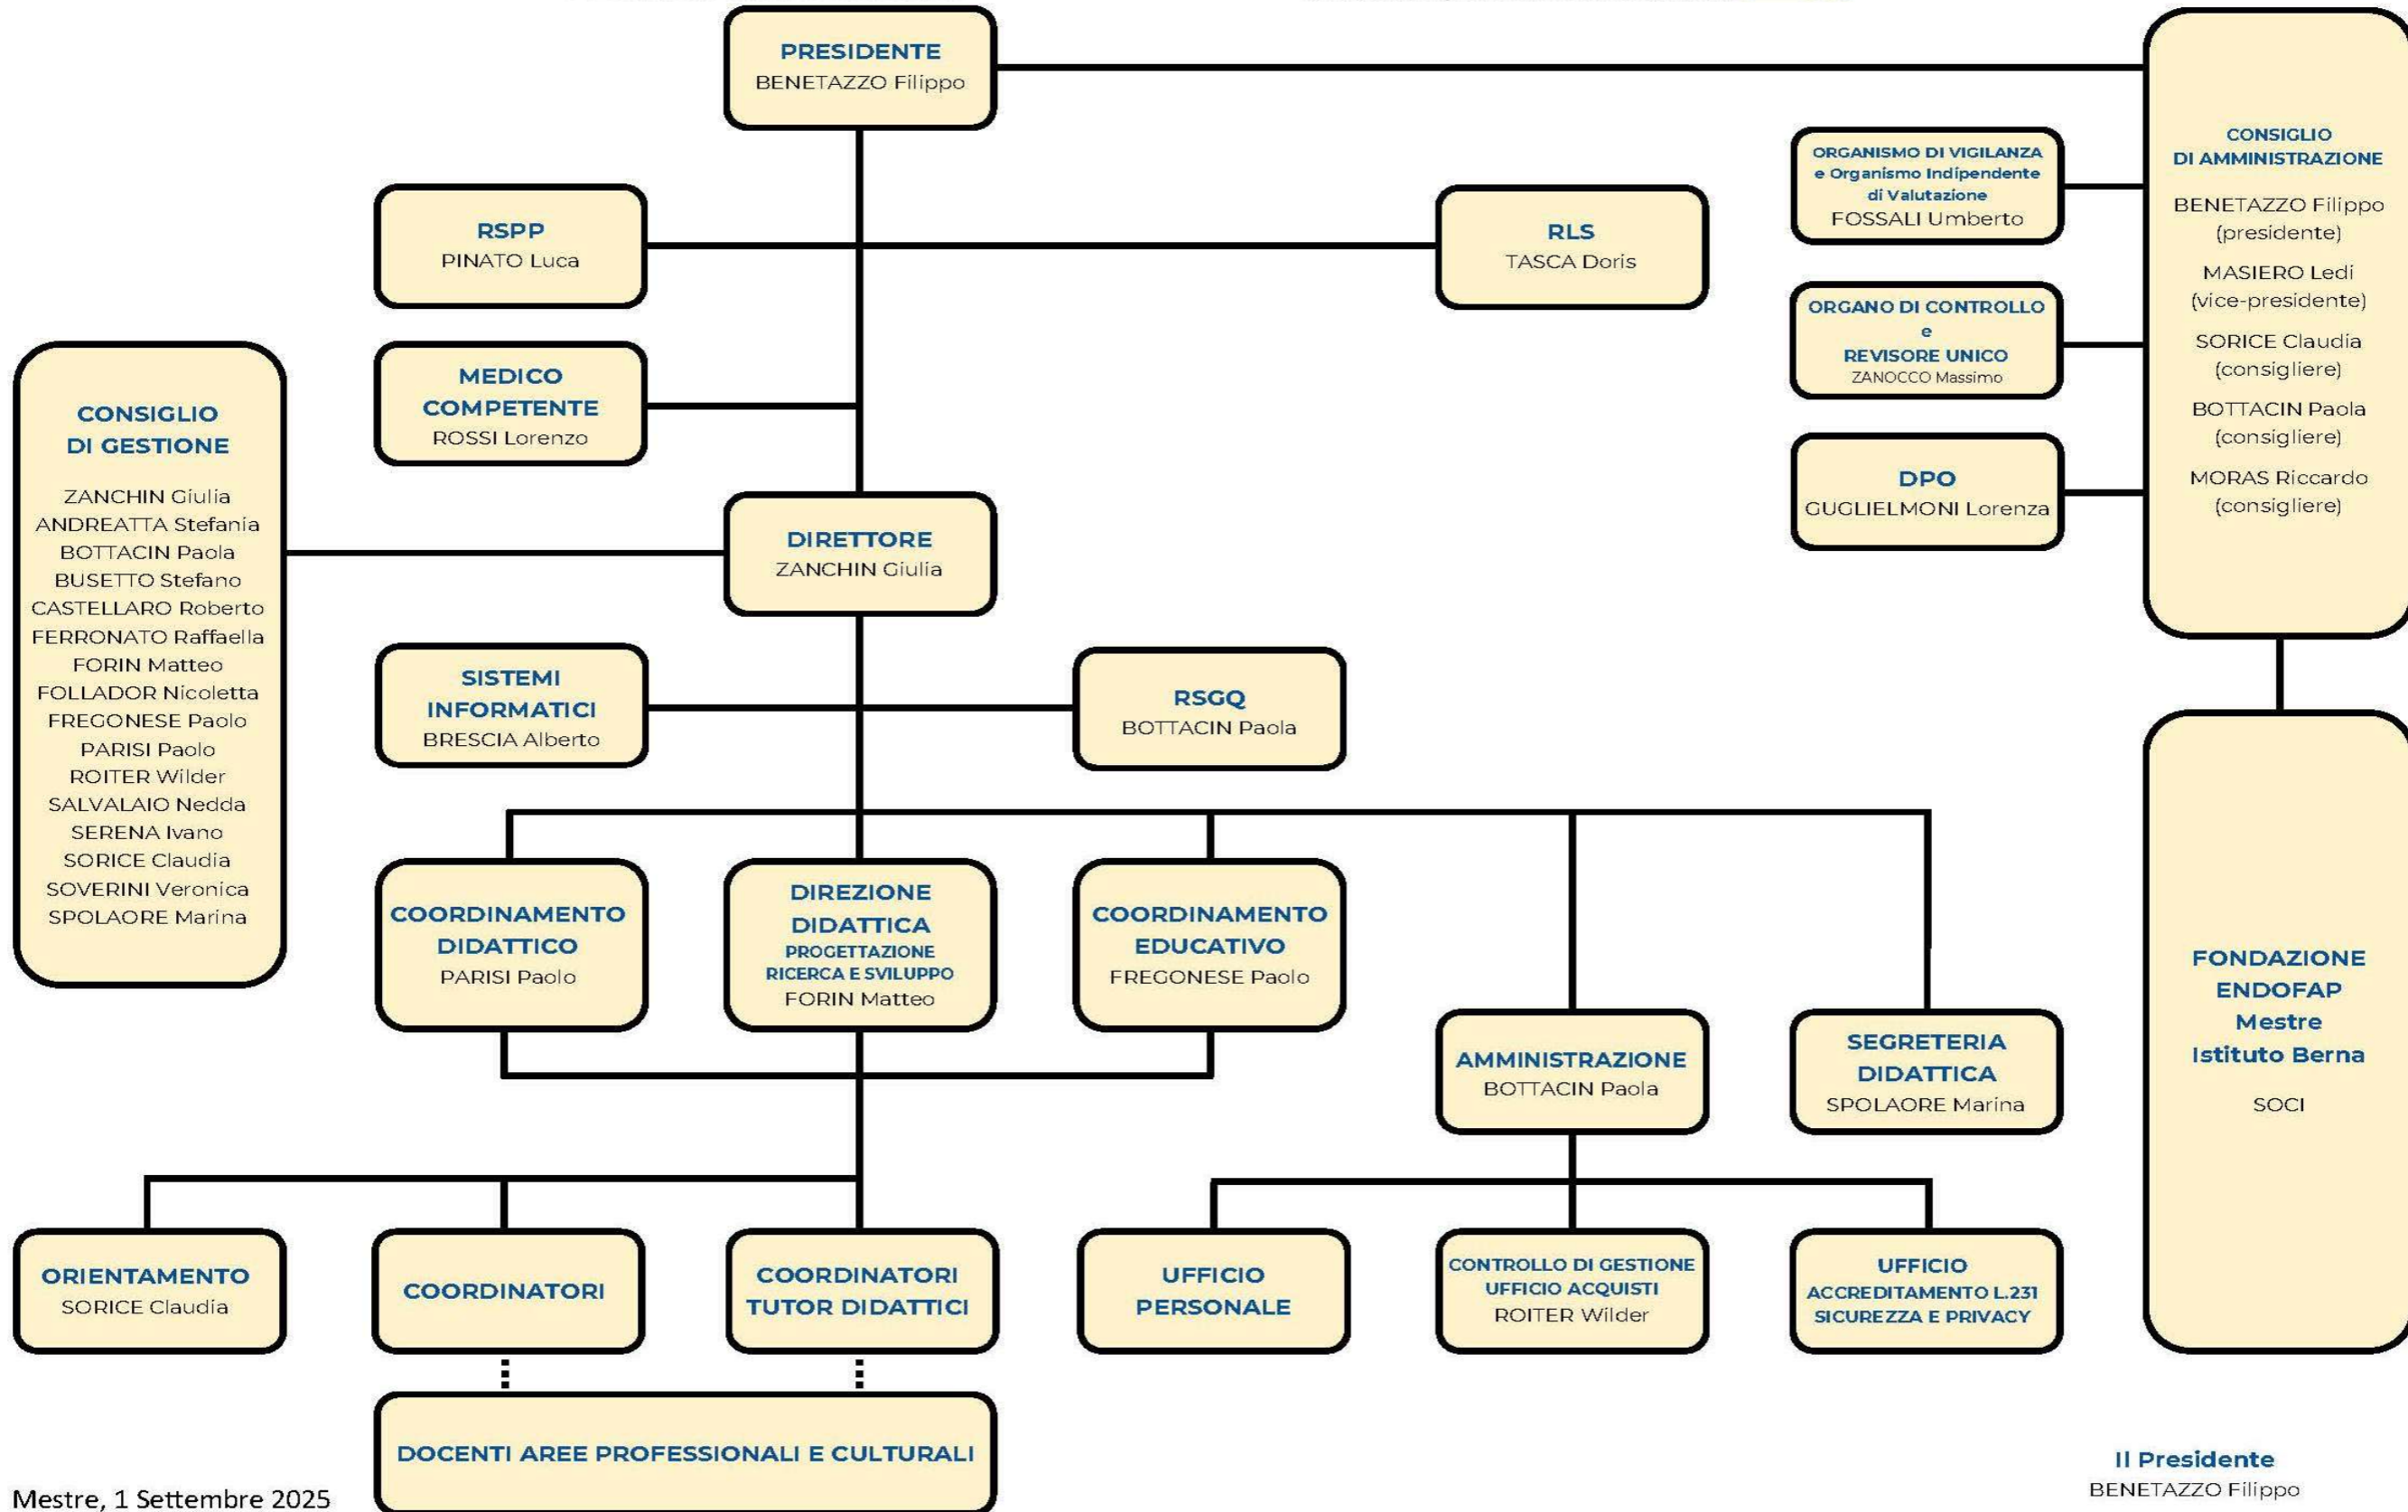 PRESIDENTE
BENETAZZO Filippo
CONSIGLIO
DI AMMINISTRAZIONE
BENETAZZO Filippo
(presidente)
MASIERO Ledi
(vice-presidente)
SORICE Claudia
(consigliere)
BOTTACIN Paola
(consigliere)
MORAS Riccardo
(consigliere)
ORGANISMO DI VIGILANZA
e Organismo Indipendente
di Valutazione
FOSSALI Umberto
RSPP
PINATO Luca
RLS
TASCA Doris
ORGANO DI CONTROLLO
e
REVISORE UNICO
ZANOCCO Massimo
MEDICO
COMPETENTE
ROSSI Lorenzo
DPO
GUGLIELMONI Lorenza
CONSIGLIO
DI GESTIONE
ZANCHIN Giulia
ANDREATTA Stefania
BOTTACIN Paola
BUSETTO Stefano
CASTELLARO Roberto
FERRONATO Raffaella
FORIN Matteo
FOLLADOR Nicoletta
FREGONESE Paolo
PARISI Paolo
ROITER Wilder
SALVALAIO Nedda
SERENA Ivano
SORICE Claudia
SOVERINI Veronica
SPOLAORE Marina
DIRETTORE
ZANCHIN Giulia
SISTEMI
INFORMATICI
BRESCIA Alberto
RSGQ
BOTTACIN Paola
COORDINAMENTO
DIDATTICO
PARISI Paolo
DIREZIONE
DIDATTICA
PROGETTAZIONE
RICERCA E SVILUPPO
FORIN Matteo
COORDINAMENTO
EDUCATIVO
FREGONESE Paolo
AMMINISTRAZIONE
BOTTACIN Paola
SEGRETERIA
DIDATTICA
SPOLAORE Marina
FONDAZIONE
ENDOFAP
Mestre
Istituto Berna
SOCI
ORIENTAMENTO
SORICE Claudia
COORDINATORI
COORDINATORI
TUTOR DIDATTICI
UFFICIO
PERSONALE
CONTROLLO DI GESTIONE
UFFICIO ACQUISTI
ROITER Wilder
UFFICIO
ACCREDITAMENTO L.231
SICUREZZA E PRIVACY
DOCENTI AREE PROFESSIONALI E CULTURALI
Mestre, 1 Settembre 2025
Il Presidente
BENETAZZO Filippo